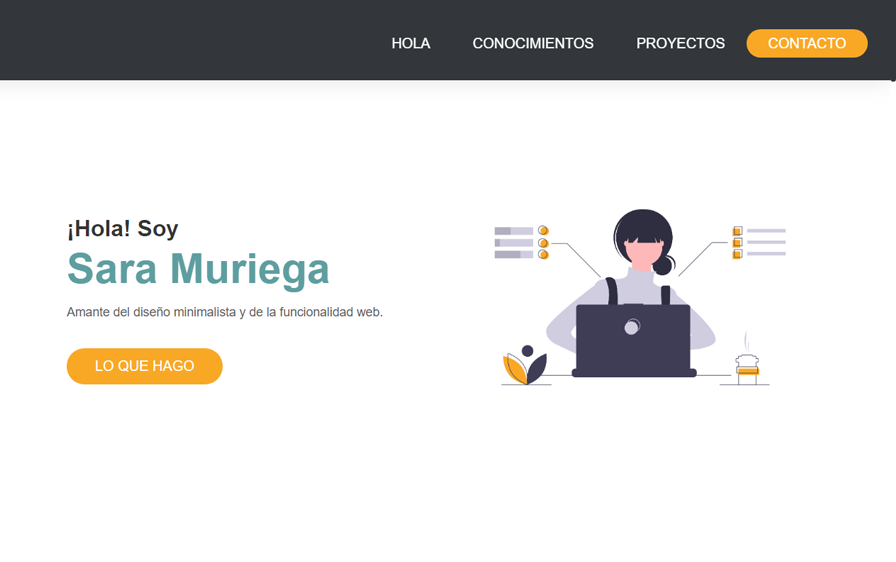 HOLA CONOCIMIENTOS PROYECTOS CONTACTO
¡Hola! Soy
Sara Muriega
Amante del diseño minimalista y de la funcionalidad web.
LO QUE HAGO